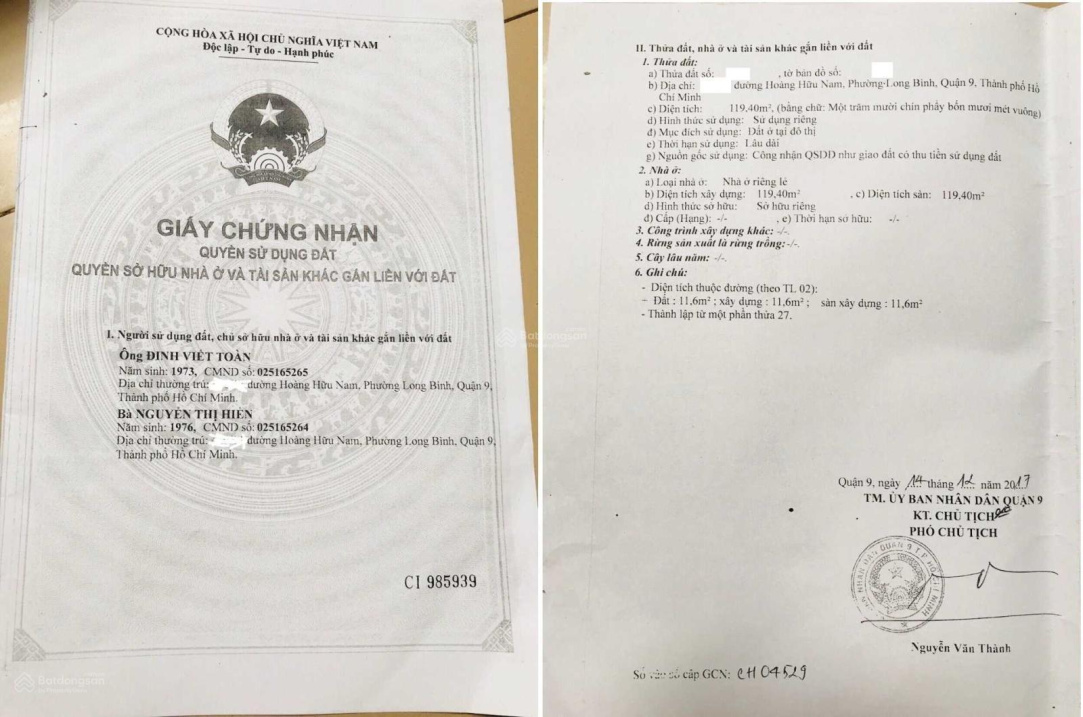 CỘNG HÒA XÃ HỘI CHỦ NGHĨA VIỆT NAM
Độc lập - Tự do - Hạnh phúc
GIẤY CHỨNG NHẬN
QUYỀN SỬ DỤNG ĐẤT
QUYỀN SỞ HỮU NHÀ Ở VÀ TÀI SẢN KHÁC GẮN LIỀN VỚI ĐẤT
I. Người sử dụng đất, chủ sở hữu nhà ở và tài sản khác gắn liền với đất
Ông ĐINH VIẾT TOÀN
Năm sinh: 1973, CMND số: 025165265
Địa chỉ thường trú: đường Hoàng Hữu Nam, Phường Long Bình, Quận 9,
Thành phố Hồ Chí Minh.
Bà NGUYỄN THỊ HIỀN
Năm sinh: 1976, CMND số: 025165264
Địa chỉ thường trú: đường Hoàng Hữu Nam, Phường Long Bình, Quận 9,
Thành phố Hồ Chí Minh.
CI 985939
Batdongsan
II. Thửa đất, nhà ở và tài sản khác gắn liền với đất
1. Thửa đất:
a) Thửa đất số: , tờ bản đồ số:
b) Địa chỉ: đường Hoàng Hữu Nam, Phường Long Bình, Quận 9, Thành phố Hồ
Chí Minh
c) Diện tích: 119,40m², (bằng chữ: Một trăm mười chín phẩy bốn mươi mét vuông)
d) Hình thức sử dụng: Sử dụng riêng
đ) Mục đích sử dụng: Đất ở tại đô thị
e) Thời hạn sử dụng: Lâu dài
g) Nguồn gốc sử dụng: Công nhận QSDĐ như giao đất có thu tiền sử dụng đất
2. Nhà ở:
a) Loại nhà ở: Nhà ở riêng lẻ
b) Diện tích xây dựng: 119,40m² , c) Diện tích sàn: 119,40m²
d) Hình thức sở hữu: Sở hữu riêng
đ) Cấp (Hạng): -/- , e) Thời hạn sở hữu: -/-
3. Công trình xây dựng khác: -/-.
4. Rừng sản xuất là rừng trồng:-/-.
5. Cây lâu năm: -/-.
6. Ghi chú:
- Diện tích thuộc đường (theo TL 02):
+ Đất : 11,6m² ; xây dựng : 11,6m² ; sàn xây dựng : 11,6m²
- Thành lập từ một phần thửa 27.
Batdongsan
Quận 9, ngày 14 tháng 12 năm 2017
TM. ỦY BAN NHÂN DÂN QUẬN 9
KT. CHỦ TỊCH
PHÓ CHỦ TỊCH
Nguyễn Văn Thành
Số vào sổ cấp GCN: CH04529